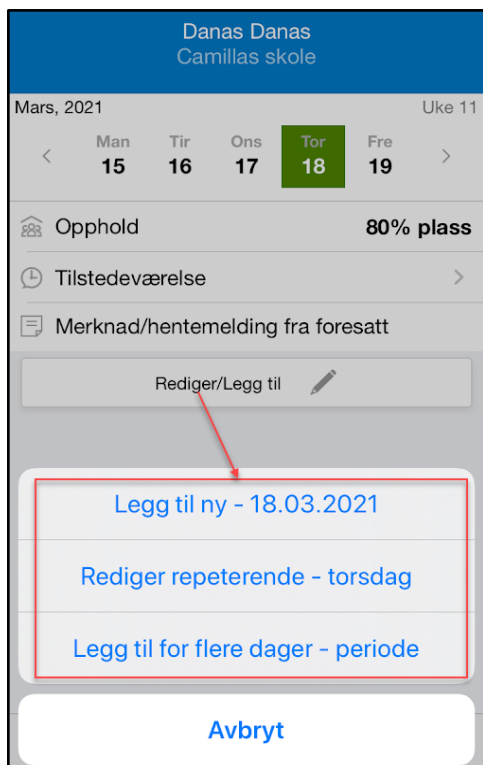 Danas Danas
Camillas skole
Mars, 2021 Uke 11
Man Tir Ons Tor Fre
< 15 16 17 18 19 >
Opphold 80% plass
Tilstedeværelse >
Merknad/hentemelding fra foresatt
Rediger/Legg til
Legg til ny - 18.03.2021
Rediger repeterende - torsdag
Legg til for flere dager - periode
Avbryt